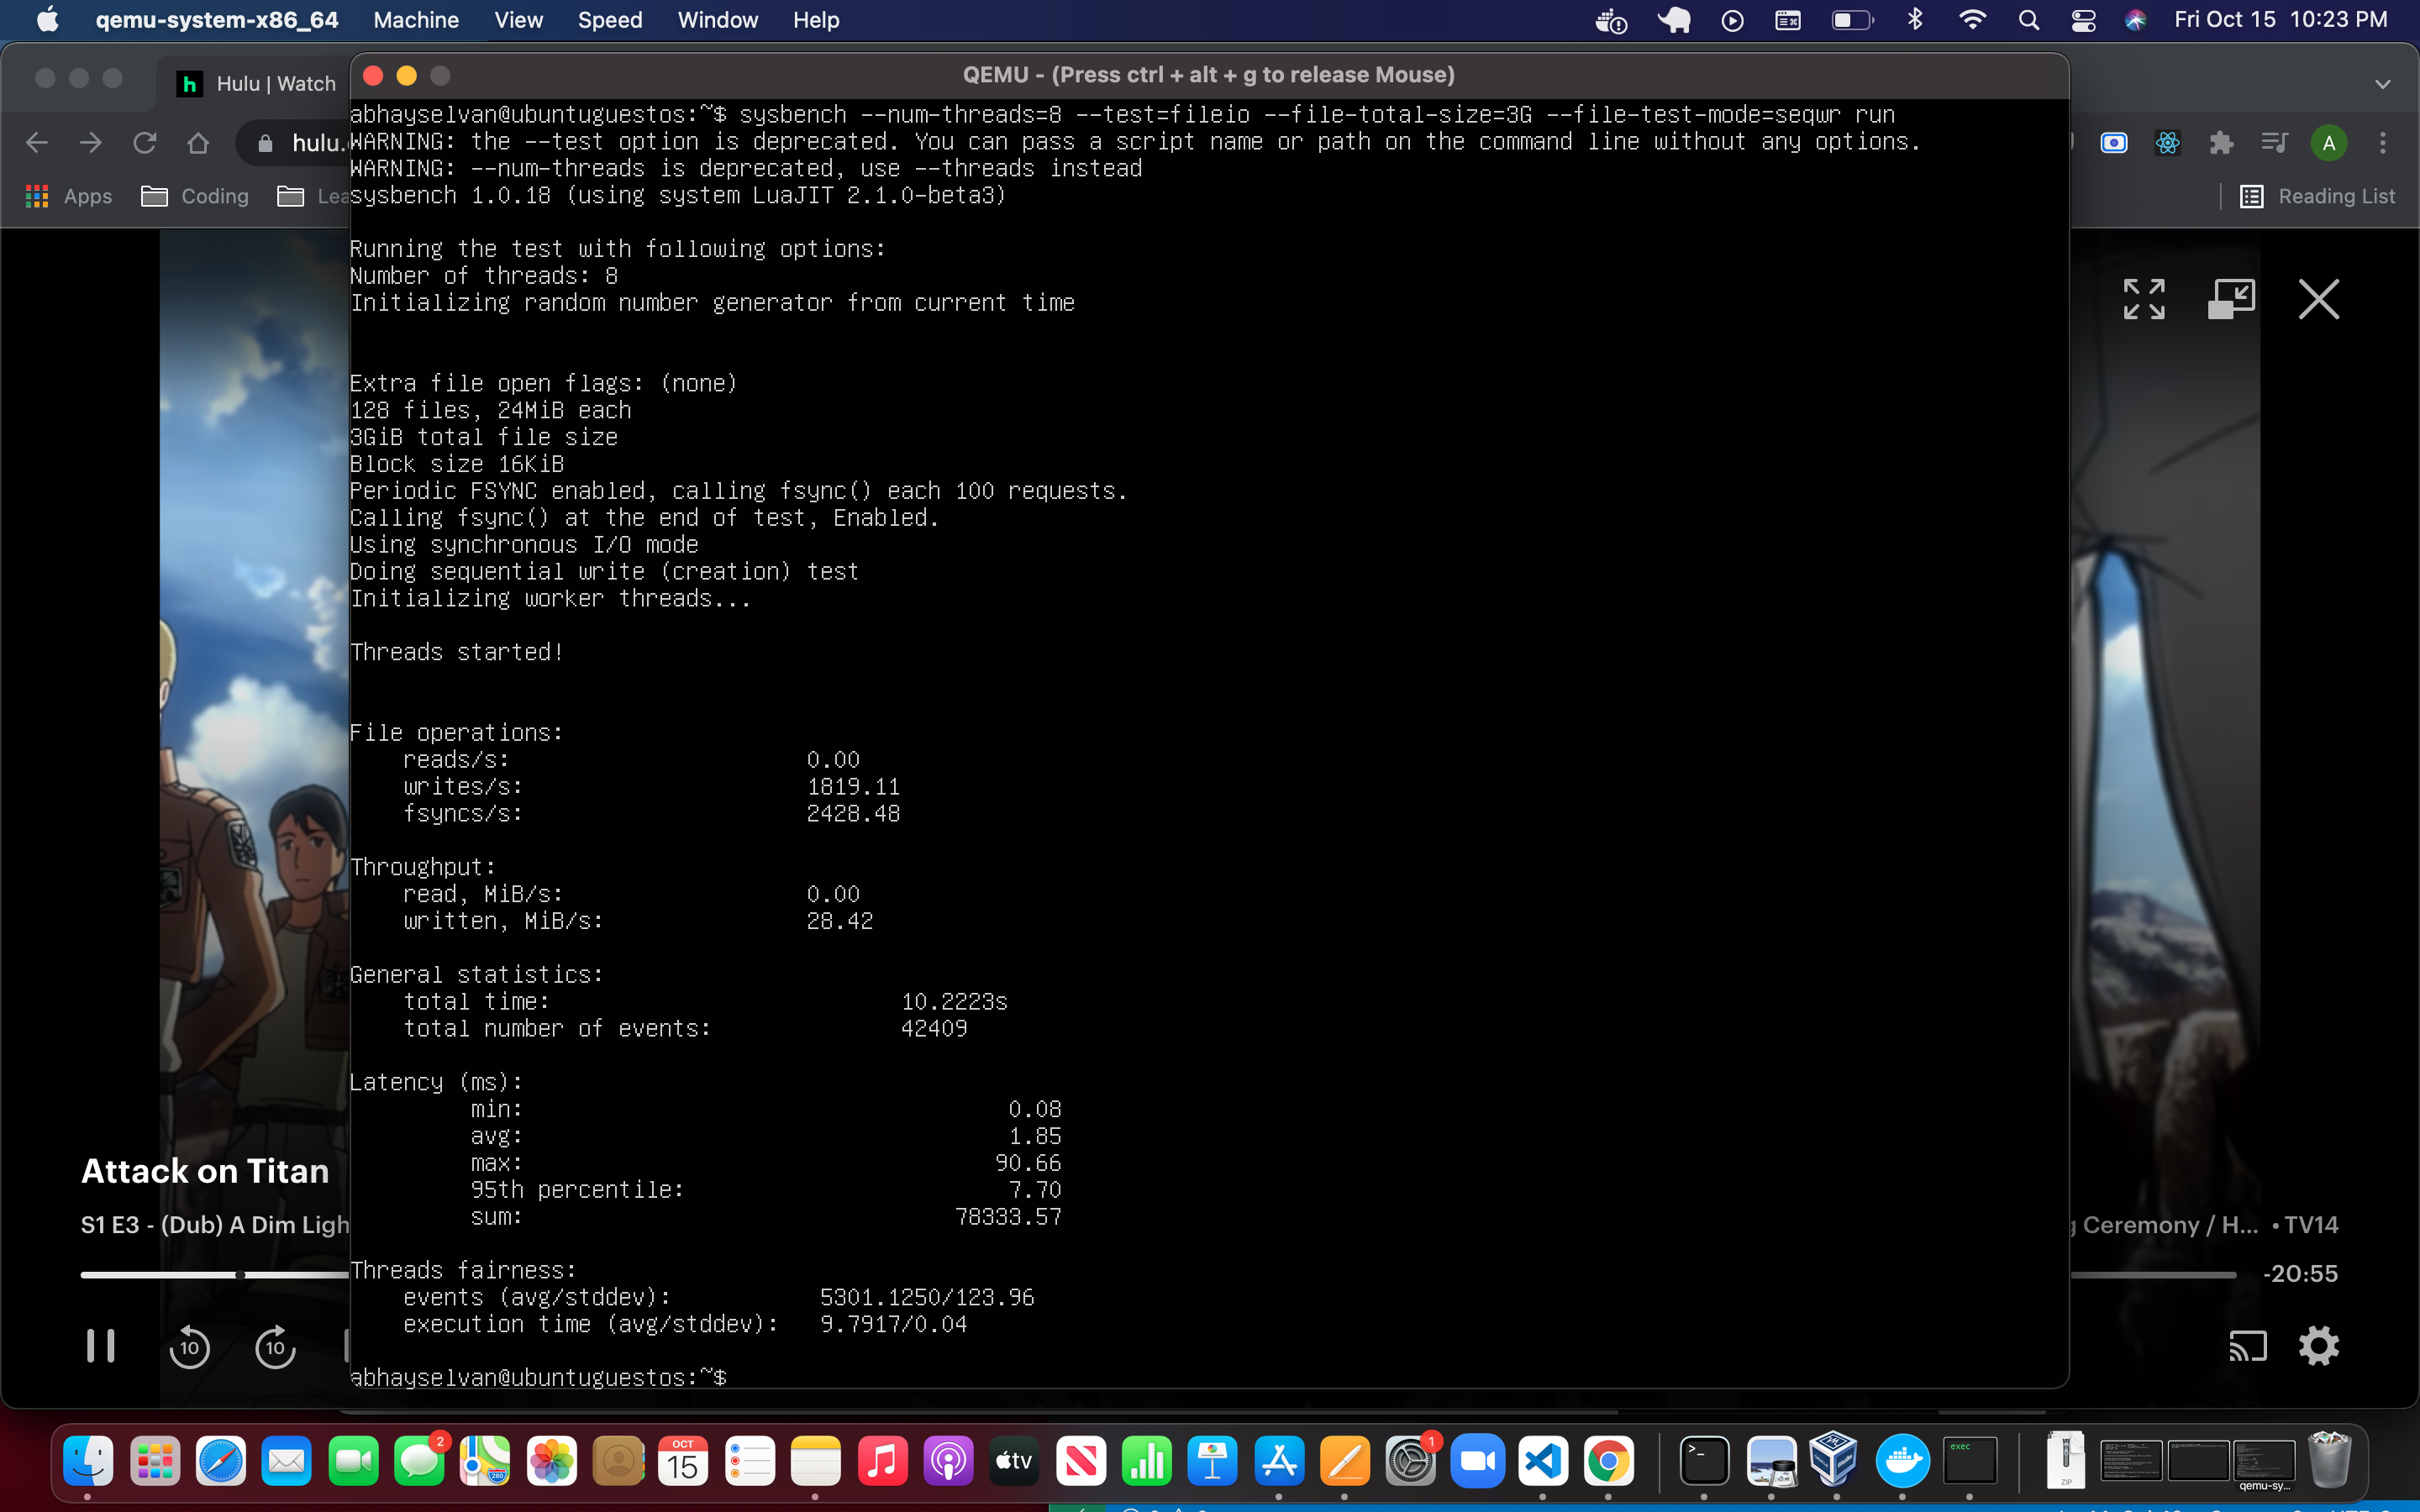 qemu-system-x86_64 Machine View Speed Window Help Fri Oct 15 10:23 PM
Hulu | Watch
QEMU - (Press ctrl + alt + g to release Mouse)
hulu. A
Apps Coding Reading List
abhayselvan@ubuntuguestos:~$ sysbench --num-threads=8 --test=fileio --file-total-size=3G --file-test-mode=seqwr run
WARNING: the --test option is deprecated. You can pass a script name or path on the command line without any options.
WARNING: --num-threads is deprecated, use --threads instead
sysbench 1.0.18 (using system LuaJIT 2.1.0-beta3)
Running the test with following options:
Number of threads: 8
Initializing random number generator from current time
Extra file open flags: (none)
128 files, 24MiB each
3GiB total file size
Block size 16KiB
Periodic FSYNC enabled, calling fsync() each 100 requests.
Calling fsync() at the end of test, Enabled.
Using synchronous I/O mode
Doing sequential write (creation) test
Initializing worker threads...
Threads started!
File operations:
reads/s: 0.00
writes/s: 1819.11
fsyncs/s: 2428.48
Throughput:
read, MiB/s: 0.00
written, MiB/s: 28.42
General statistics:
total time: 10.2223s
total number of events: 42409
Latency (ms):
min: 0.08
avg: 1.85
max: 90.66
95th percentile: 7.70
sum: 78333.57
Threads fairness:
events (avg/stddev): 5301.1250/123.96
execution time (avg/stddev): 9.7917/0.04
abhayselvan@ubuntuguestos:~$
Attack on Titan
S1 E3 - (Dub) A Dim Ligh
Ceremony / H... • TV14
-20:55
10 10
2 OCT 15 280 tv 1 exec ZIP
qemu-sy...